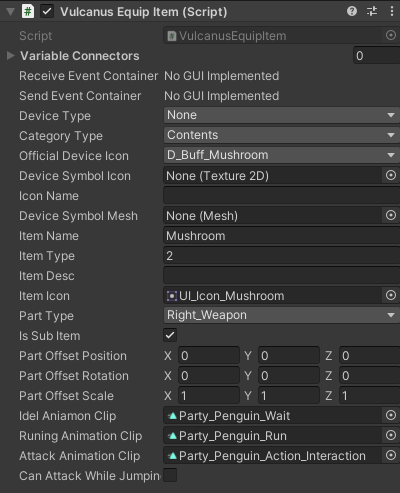 Vulcanus Equip Item (Script)
Script VulcanusEquipItem
Variable Connectors 0
Receive Event Container No GUI Implemented
Send Event Container No GUI Implemented
Device Type None
Category Type Contents
Official Device Icon D_Buff_Mushroom
Device Symbol Icon None (Texture 2D)
Icon Name
Device Symbol Mesh None (Mesh)
Item Name Mushroom
Item Type 2
Item Desc
Item Icon UI_Icon_Mushroom
Part Type Right_Weapon
Is Sub Item
Part Offset Position X 0 Y 0 Z 0
Part Offset Rotation X 0 Y 0 Z 0
Part Offset Scale X 1 Y 1 Z 1
Idel Aniamon Clip Party_Penguin_Wait
Runing Animation Clip Party_Penguin_Run
Attack Animation Clip Party_Penguin_Action_Interaction
Can Attack While Jumpin